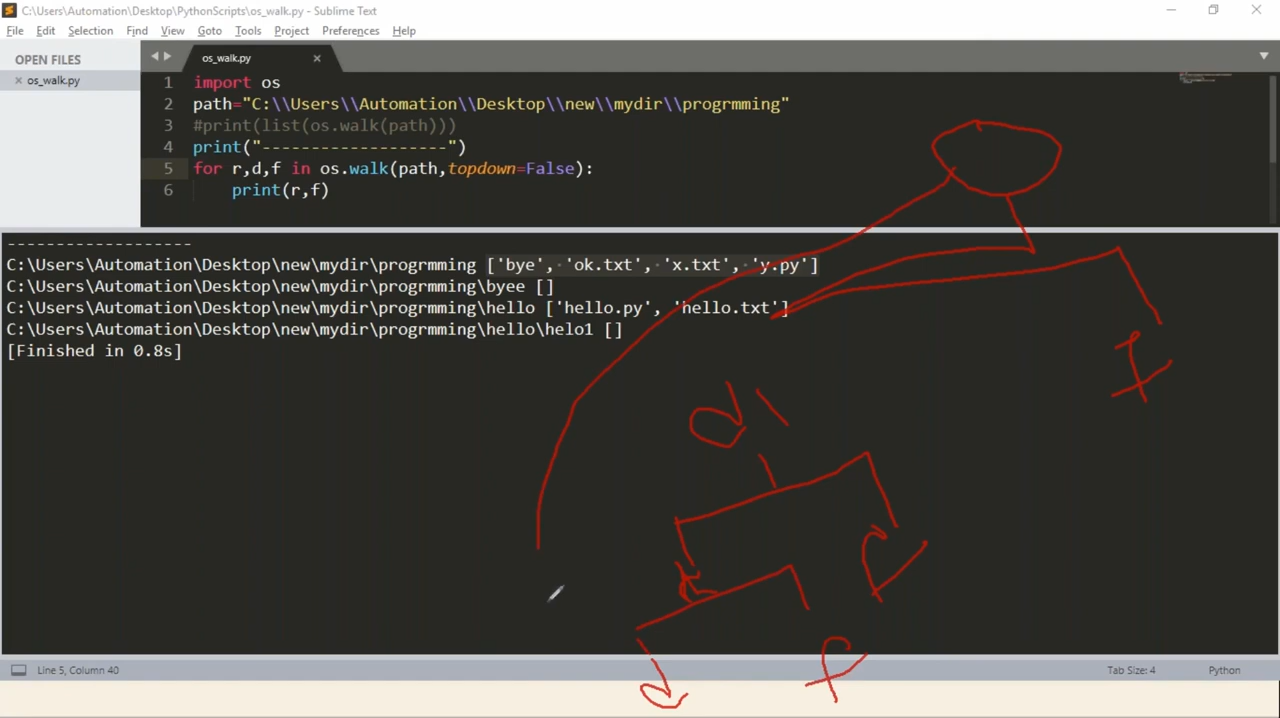 C:\Users\Automation\Desktop\PythonScripts\os_walk.py - Sublime Text
File Edit Selection Find View Goto Tools Project Preferences Help
OPEN FILES
os_walk.py
os_walk.py
1 import os
2 path="C:\\Users\\Automation\\Desktop\\new\\mydir\\progrmming"
3 #print(list(os.walk(path)))
4 print("-------------------")
5 for r,d,f in os.walk(path,topdown=False):
6 print(r,f)
-------------------
C:\Users\Automation\Desktop\new\mydir\progrmming ['bye', 'ok.txt', 'x.txt', 'y.py']
C:\Users\Automation\Desktop\new\mydir\progrmming\byee []
C:\Users\Automation\Desktop\new\mydir\progrmming\hello ['hello.py', 'hello.txt']
C:\Users\Automation\Desktop\new\mydir\progrmming\hello\helo1 []
[Finished in 0.8s]
d1
f
Line 5, Column 40
Tab Size: 4
Python